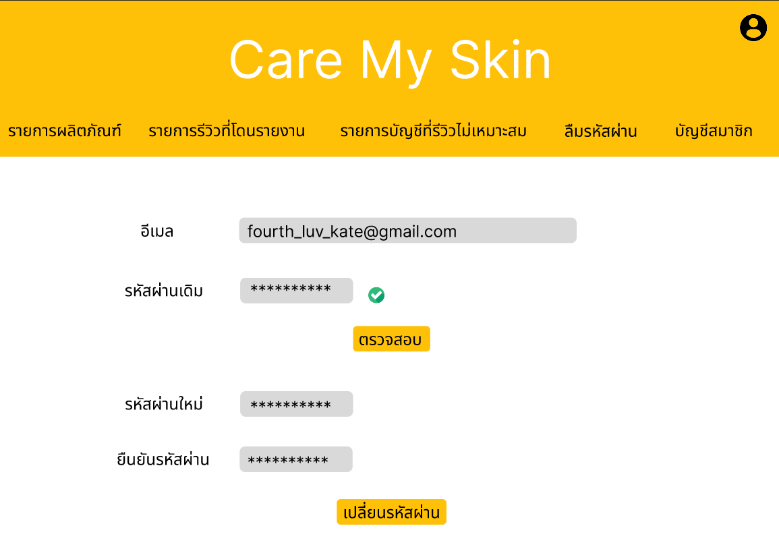 Care My Skin
รายการผลิตภัณฑ์ รายการรีวิวที่โดนรายงาน รายการบัญชีที่รีวิวไม่เหมาะสม ลืมรหัสผ่าน บัญชีสมาชิก
อีเมล fourth_luv_kate@gmail.com
รหัสผ่านเดิม **********
ตรวจสอบ
รหัสผ่านใหม่ **********
ยืนยันรหัสผ่าน **********
เปลี่ยนรหัสผ่าน